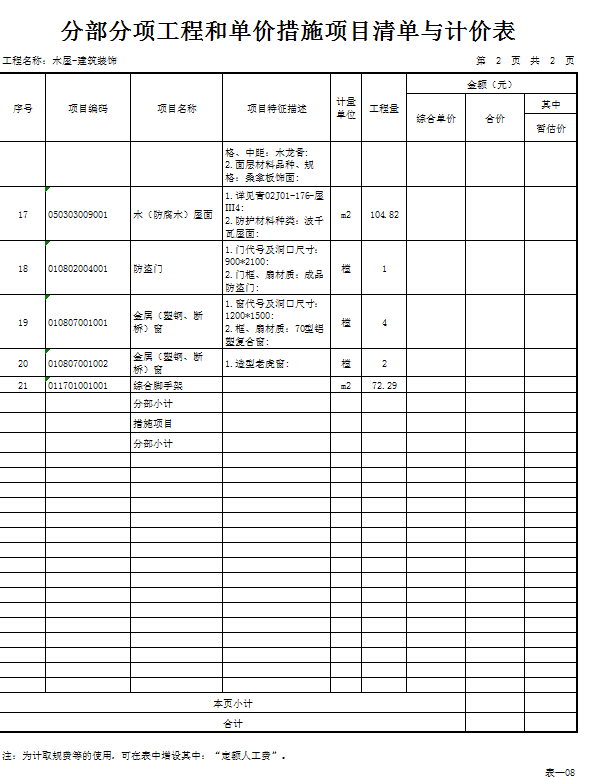 分部分项工程和单价措施项目清单与计价表
工程名称：水屋-建筑装饰 第 2 页 共 2 页
序号 项目编码 项目名称 项目特征描述 计量单位 工程量 金额（元）
综合单价 合价 其中
暂估价
格、中距：木龙骨:
2.面层材料品种、规
格：桑拿板饰面:
17 050303009001 木（防腐木）屋面 1.详见青02J01-176-屋
III4:
2.防护材料种类：波千
瓦屋面: m2 104.82
18 010802004001 防盗门 1.门代号及洞口尺寸：
900*2100:
2.门框、扇材质：成品
防盗门: 樘 1
19 010807001001 金属（塑钢、断
桥）窗 1.窗代号及洞口尺寸：
1200*1500:
2.框、扇材质：70型铝
塑复合窗: 樘 4
20 010807001002 金属（塑钢、断
桥）窗 1.造型老虎窗: 樘 2
21 011701001001 综合脚手架 m2 72.29
分部小计
措施项目
分部小计
本页小计
合计
注：为计取规费等的使用，可在表中增设其中：“定额人工费”。
表—08